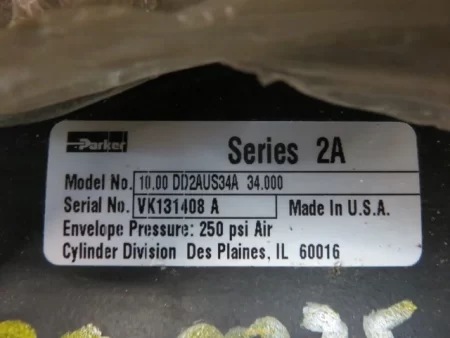 Parker Series 2A
Model No. 10.00 DD2AUS34A 34.000
Serial No. VK131408 A Made In U.S.A.
Envelope Pressure: 250 psi Air
Cylinder Division Des Plaines, IL 60016